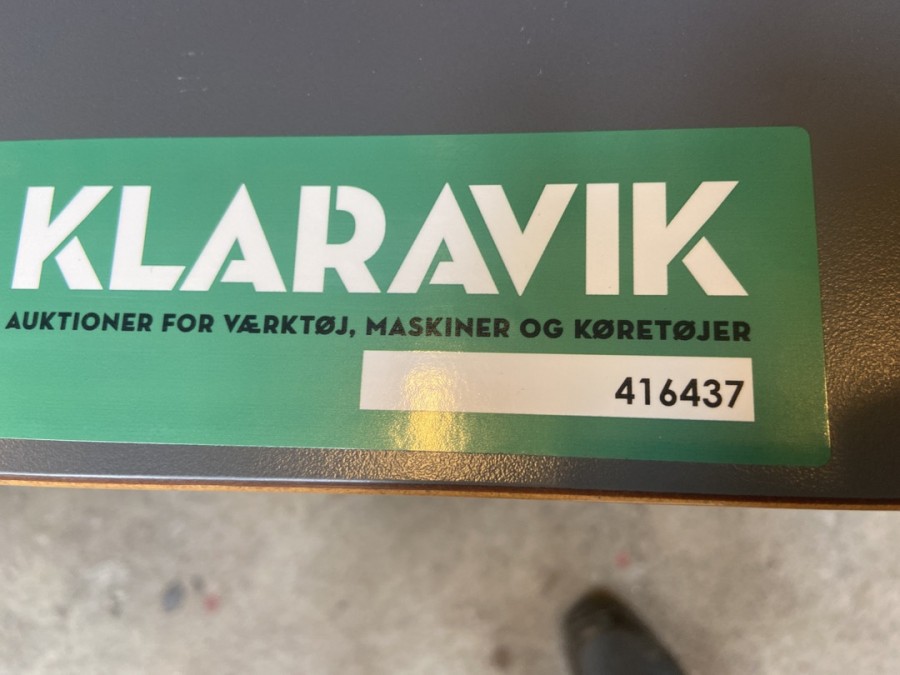 KLARAVIK
AUKTIONER FOR VÆRKTØJ, MASKINER OG KØRETØJER
416437